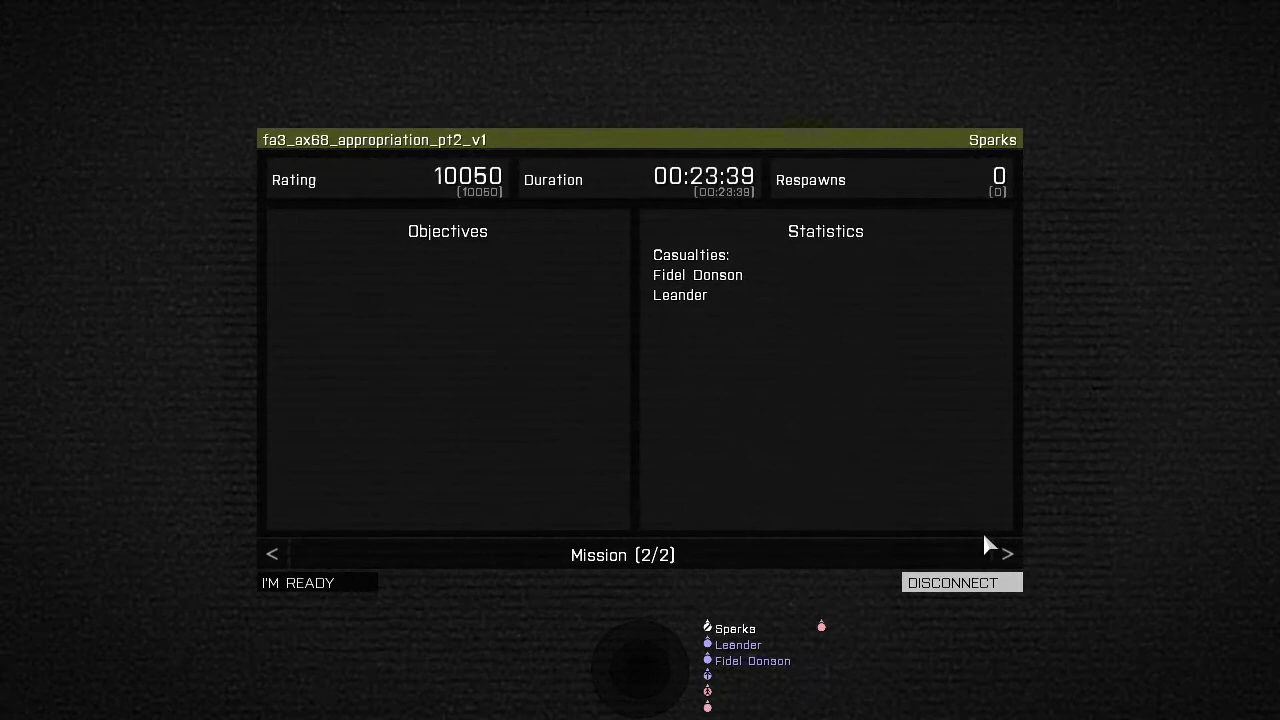 fa3_ax68_appropriation_pt2_v1 Sparks
Rating 10050 Duration 00:23:39 Respawns 0
(10050) (00:23:39) (0)
Objectives Statistics
Casualties:
Fidel Donson
Leander
< Mission (2/2) >
I'M READY DISCONNECT
Sparks
Leander
Fidel Donson